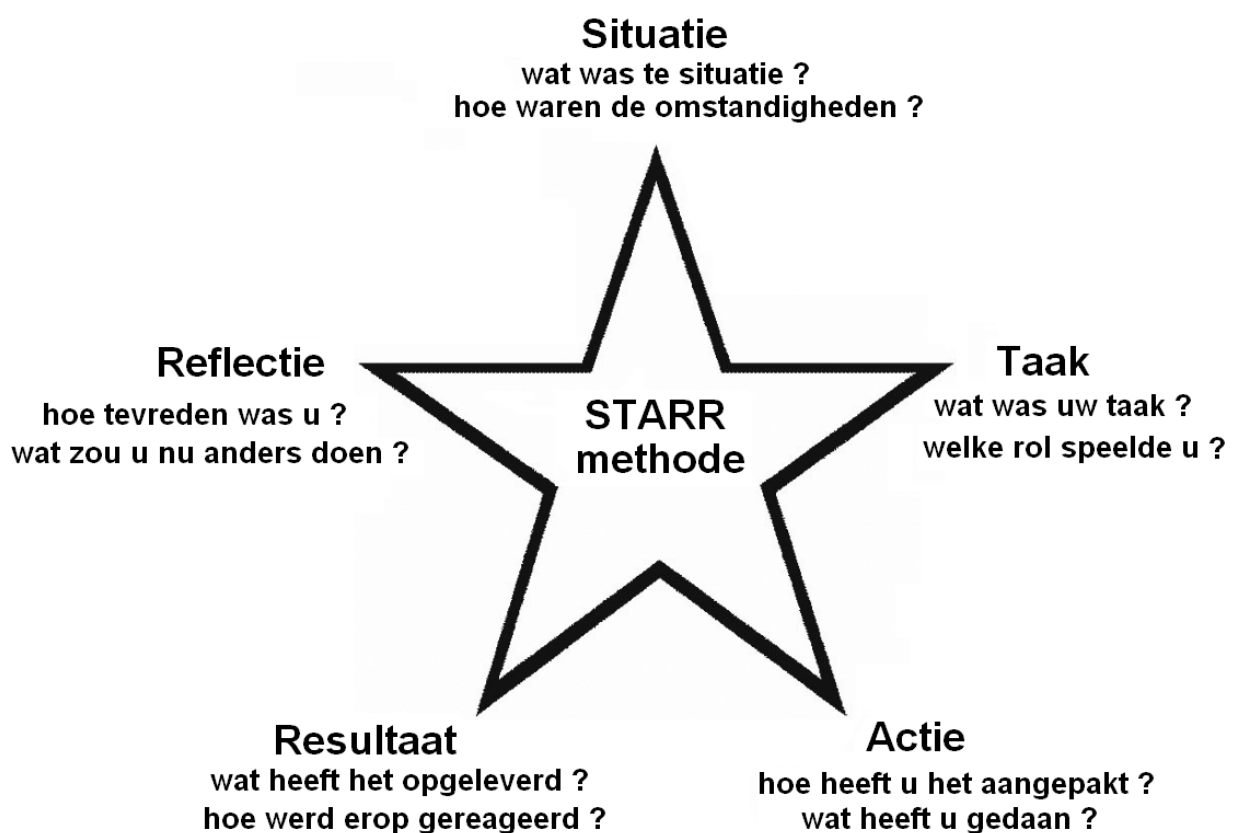 Situatie
wat was te situatie ?
hoe waren de omstandigheden ?
Reflectie
hoe tevreden was u ?
wat zou u nu anders doen ?
STARR
methode
Taak
wat was uw taak ?
welke rol speelde u ?
Resultaat
wat heeft het opgeleverd ?
hoe werd erop gereageerd ?
Actie
hoe heeft u het aangepakt ?
wat heeft u gedaan ?